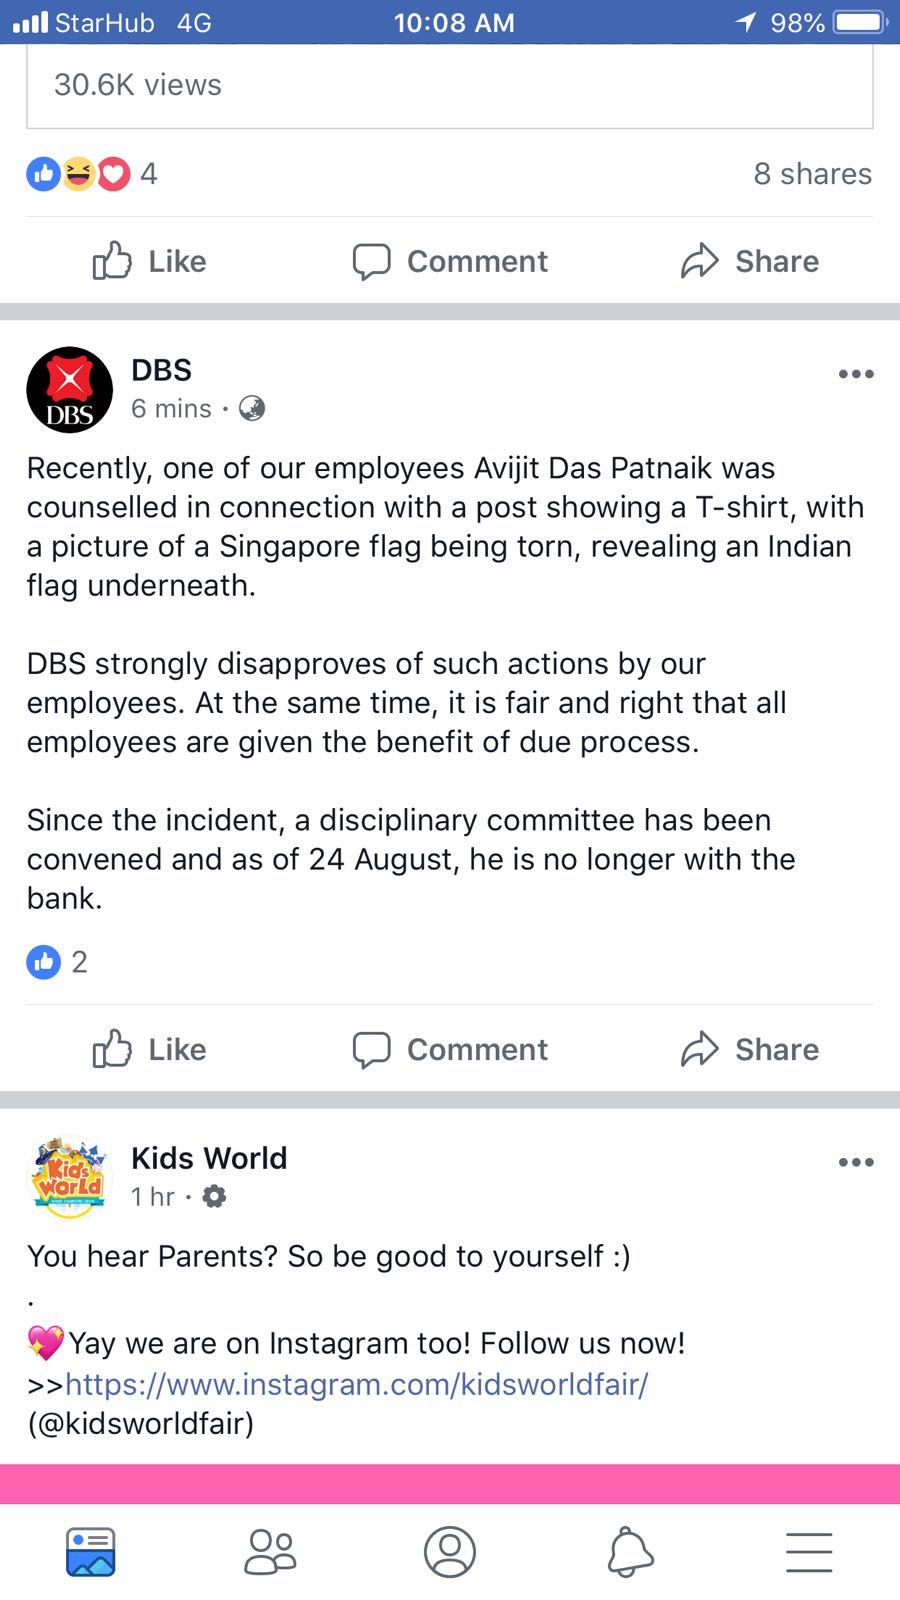 StarHub 4G 10:08 AM 98%
30.6K views
4 8 shares
Like Comment Share
DBS
DBS
6 mins ·
Recently, one of our employees Avijit Das Patnaik was
counselled in connection with a post showing a T-shirt, with
a picture of a Singapore flag being torn, revealing an Indian
flag underneath.
DBS strongly disapproves of such actions by our
employees. At the same time, it is fair and right that all
employees are given the benefit of due process.
Since the incident, a disciplinary committee has been
convened and as of 24 August, he is no longer with the
bank.
2
Like Comment Share
Kids World
Kids World
1 hr ·
You hear Parents? So be good to yourself :)
.
💖Yay we are on Instagram too! Follow us now!
>>https://www.instagram.com/kidsworldfair/
(@kidsworldfair)